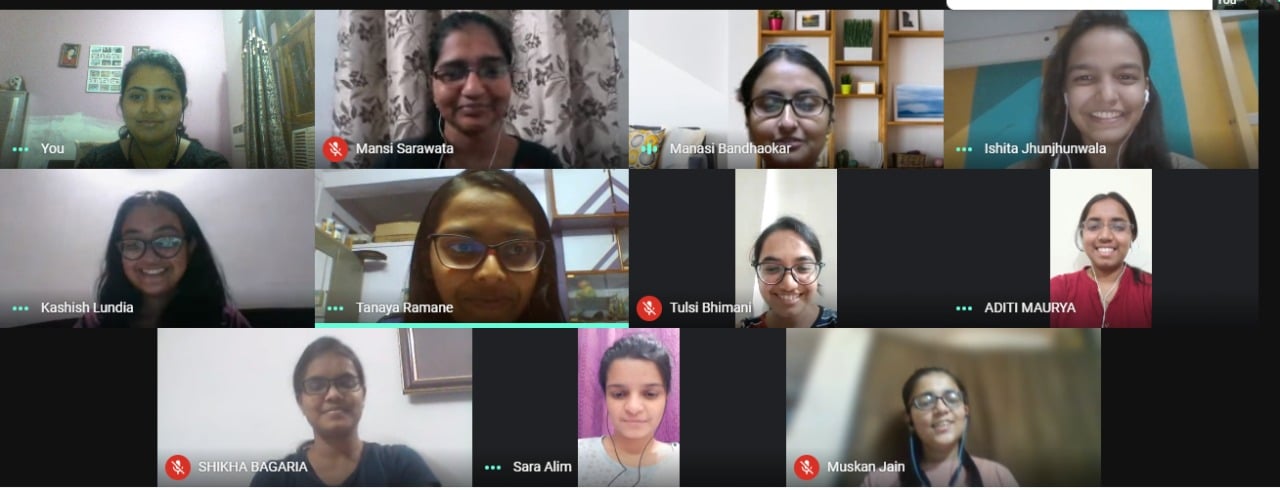 You
You
Mansi Sarawata
Manasi Bandhaokar
Ishita Jhunjhunwala
Kashish Lundia
Tanaya Ramane
Tulsi Bhimani
ADITI MAURYA
SHIKHA BAGARIA
Sara Alim
Muskan Jain